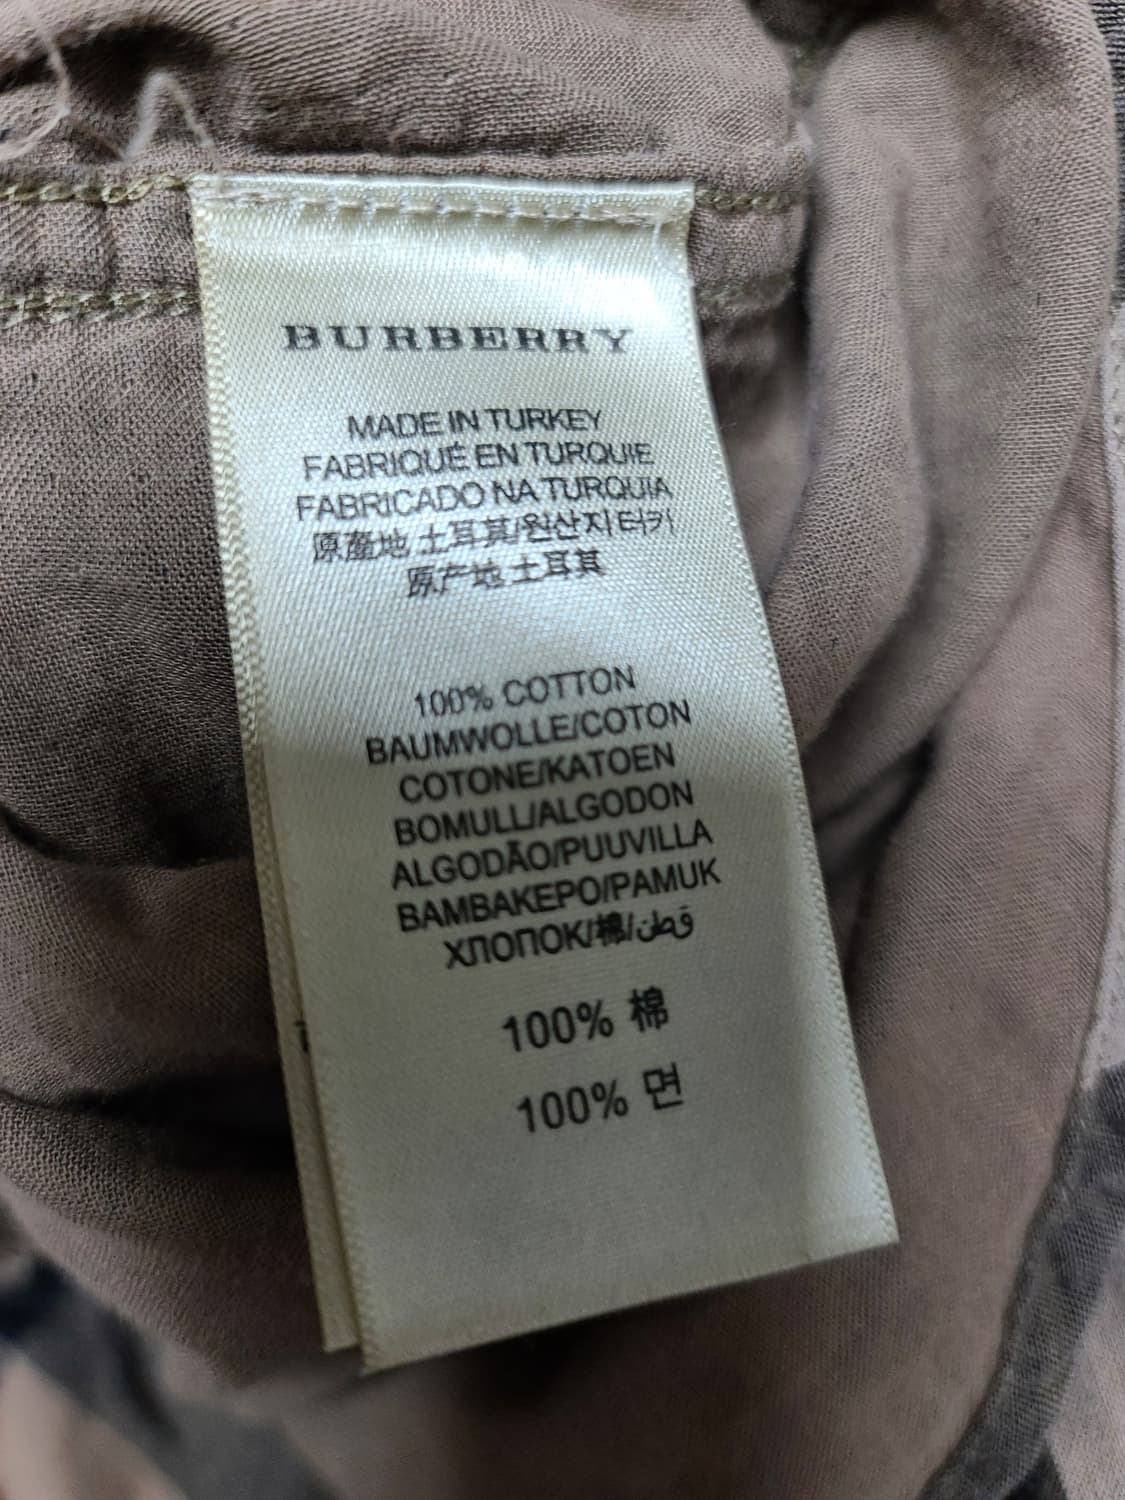 BURBERRY
MADE IN TURKEY
FABRIQUÉ EN TURQUIE
FABRICADO NA TURQUIA
原產地 土耳其/원산지 터키
原产地 土耳其
100% COTTON
BAUMWOLLE/COTON
COTONE/KATOEN
BOMULL/ALGODON
ALGODÃO/PUUVILLA
ΒΑΜΒΑΚΕΡΟ/PAMUK
ХЛОПОК/棉/قطن
100% 棉
100% 면